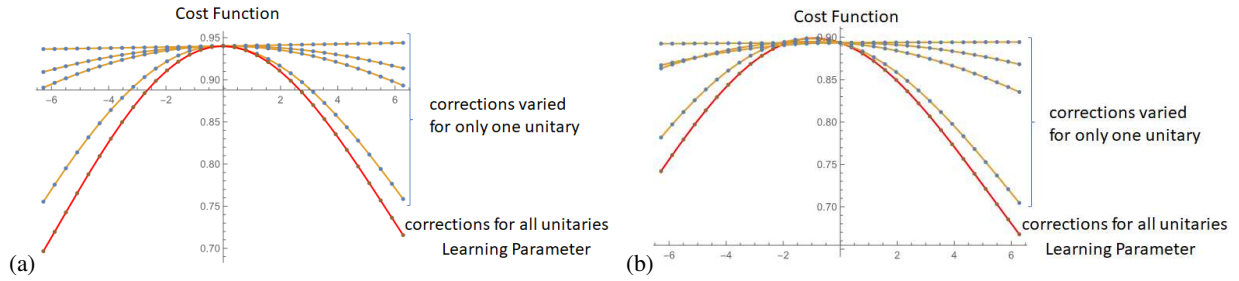 Cost Function
0.95
0.90
0.85
0.80
0.75
0.70
-6 -4 -2 2 4 6
corrections varied
for only one unitary
corrections for all unitaries
Learning Parameter
(a)
Cost Function
0.90
0.85
0.80
0.75
0.70
-6 -4 -2 0 2 4 6
corrections varied
for only one unitary
corrections for all unitaries
Learning Parameter
(b)